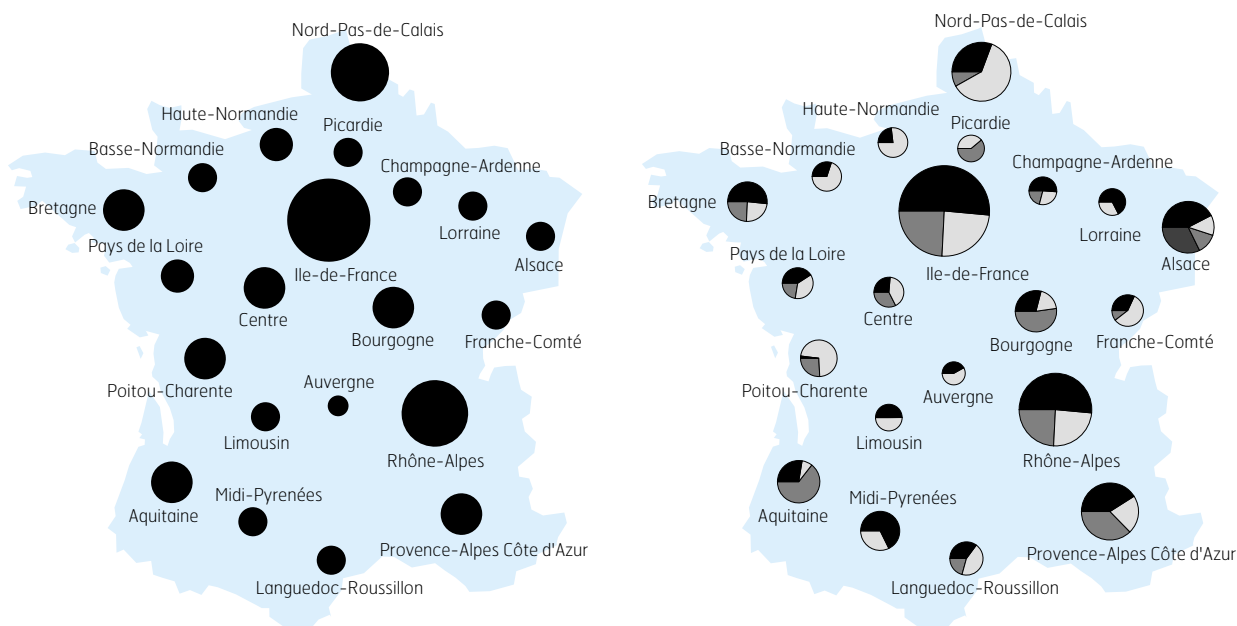 Nord-Pas-de-Calais
Haute-Normandie
Picardie
Basse-Normandie
Champagne-Ardenne
Bretagne
Lorraine
Pays de la Loire
Alsace
Ile-de-France
Centre
Bourgogne
Franche-Comté
Poitou-Charente
Auvergne
Limousin
Rhône-Alpes
Midi-Pyrenées
Aquitaine
Provence-Alpes Côte d'Azur
Languedoc-Roussillon
Nord-Pas-de-Calais
Haute-Normandie
Picardie
Basse-Normandie
Champagne-Ardenne
Bretagne
Lorraine
Pays de la Loire
Alsace
Ile-de-France
Centre
Bourgogne
Franche-Comté
Poitou-Charente
Auvergne
Limousin
Rhône-Alpes
Midi-Pyrenées
Aquitaine
Provence-Alpes Côte d'Azur
Languedoc-Roussillon